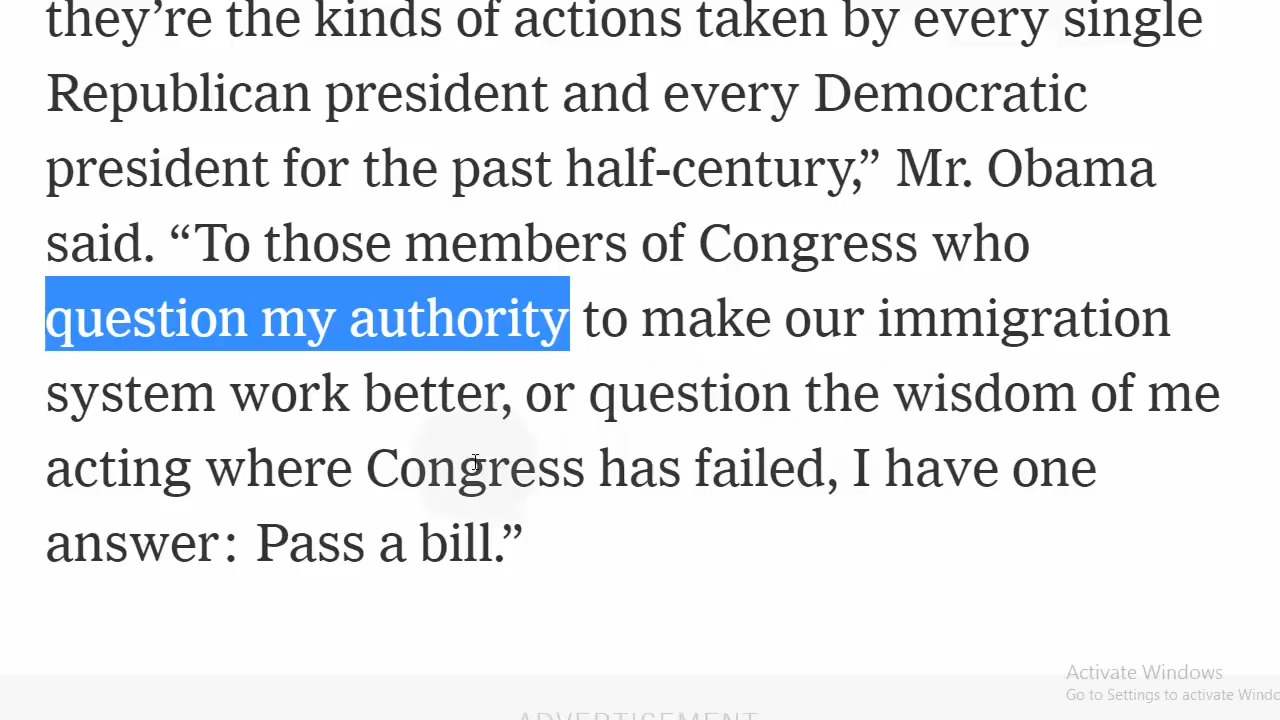 they’re the kinds of actions taken by every single
Republican president and every Democratic
president for the past half-century,” Mr. Obama
said. “To those members of Congress who
question my authority to make our immigration
system work better, or question the wisdom of me
acting where Congress has failed, I have one
answer: Pass a bill.”
Activate Windows
Go to Settings to activate Windo
ADVERTISEMENT